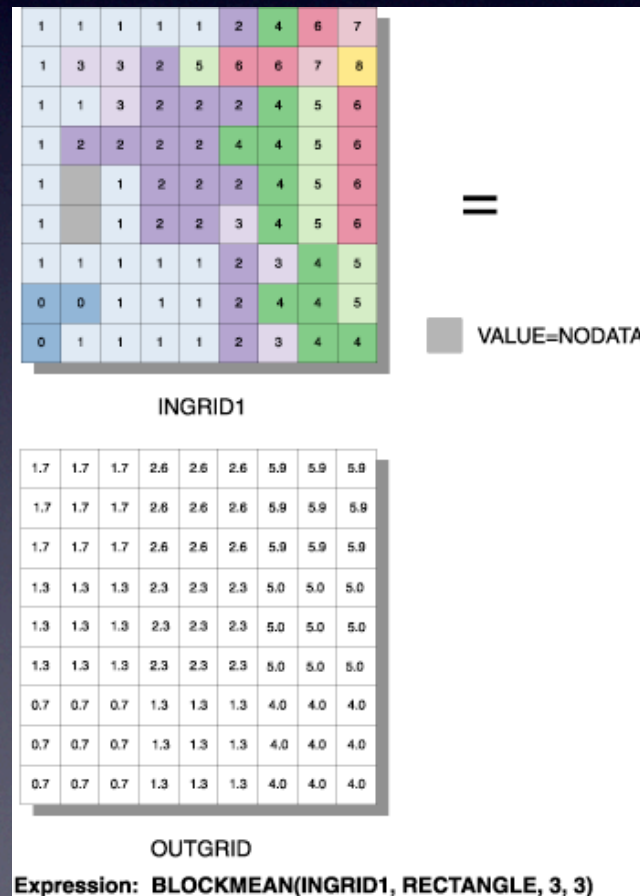 1 1 1 1 1 2 4 6 7
1 3 3 2 5 6 6 7 8
1 1 3 2 2 2 4 5 6
1 2 2 2 2 4 4 5 6
1 1 2 2 2 4 5 6
=
1 1 2 2 3 4 5 6
1 1 1 1 1 2 3 4 5
0 0 1 1 1 2 4 4 5
VALUE=NODATA
0 1 1 1 1 2 3 4 4
INGRID1
1.7 1.7 1.7 2.6 2.6 2.6 5.9 5.9 5.9
1.7 1.7 1.7 2.6 2.6 2.6 5.9 5.9 5.9
1.7 1.7 1.7 2.6 2.6 2.6 5.9 5.9 5.9
1.3 1.3 1.3 2.3 2.3 2.3 5.0 5.0 5.0
1.3 1.3 1.3 2.3 2.3 2.3 5.0 5.0 5.0
1.3 1.3 1.3 2.3 2.3 2.3 5.0 5.0 5.0
0.7 0.7 0.7 1.3 1.3 1.3 4.0 4.0 4.0
0.7 0.7 0.7 1.3 1.3 1.3 4.0 4.0 4.0
0.7 0.7 0.7 1.3 1.3 1.3 4.0 4.0 4.0
OUTGRID
Expression: BLOCKMEAN(INGRID1, RECTANGLE, 3, 3)